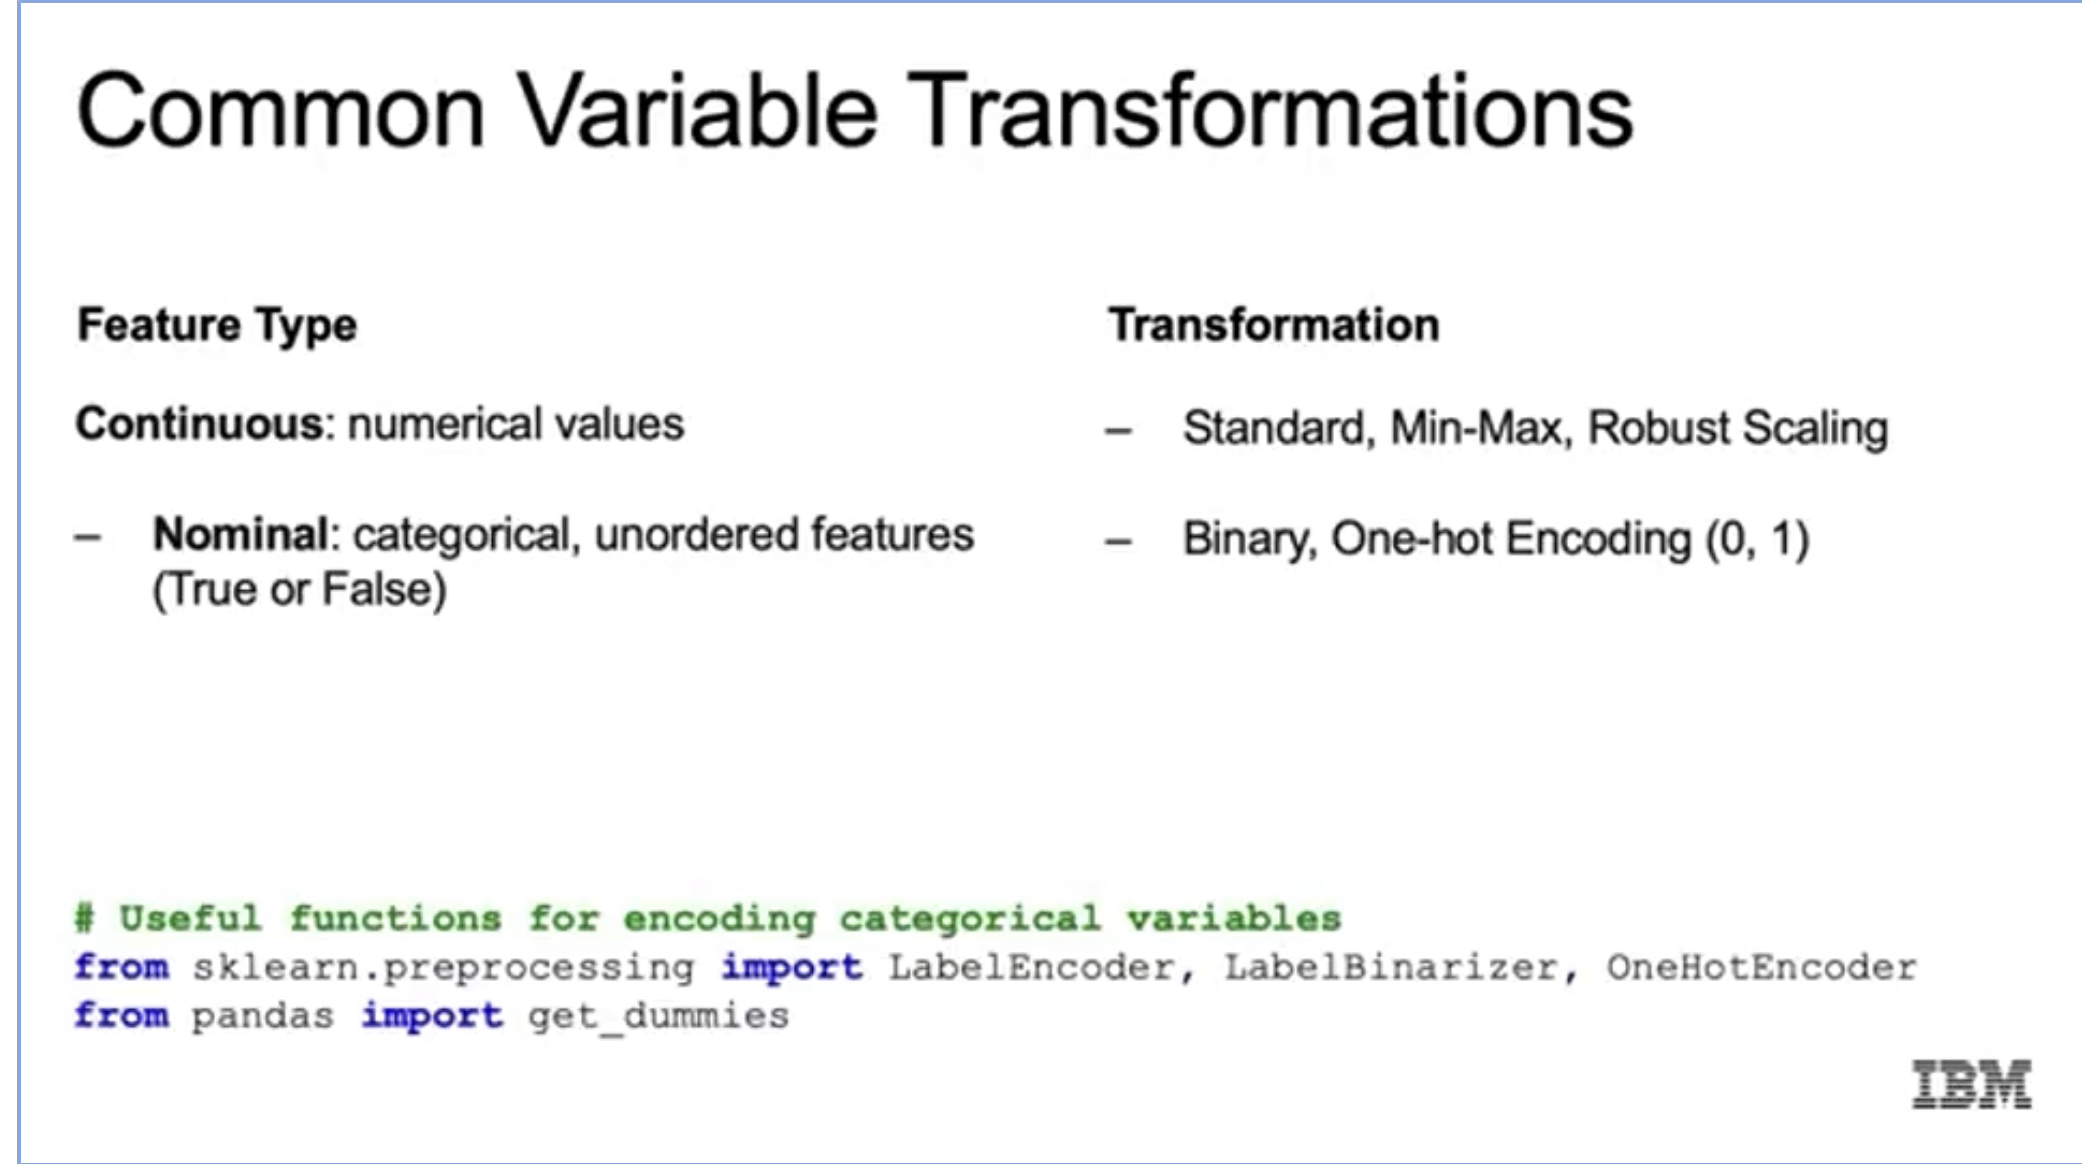 Common Variable Transformations
Feature Type
Transformation
Continuous: numerical values
– Standard, Min-Max, Robust Scaling
– Nominal: categorical, unordered features
(True or False)
– Binary, One-hot Encoding (0, 1)
# Useful functions for encoding categorical variables
from sklearn.preprocessing import LabelEncoder, LabelBinarizer, OneHotEncoder
from pandas import get_dummies
IBM